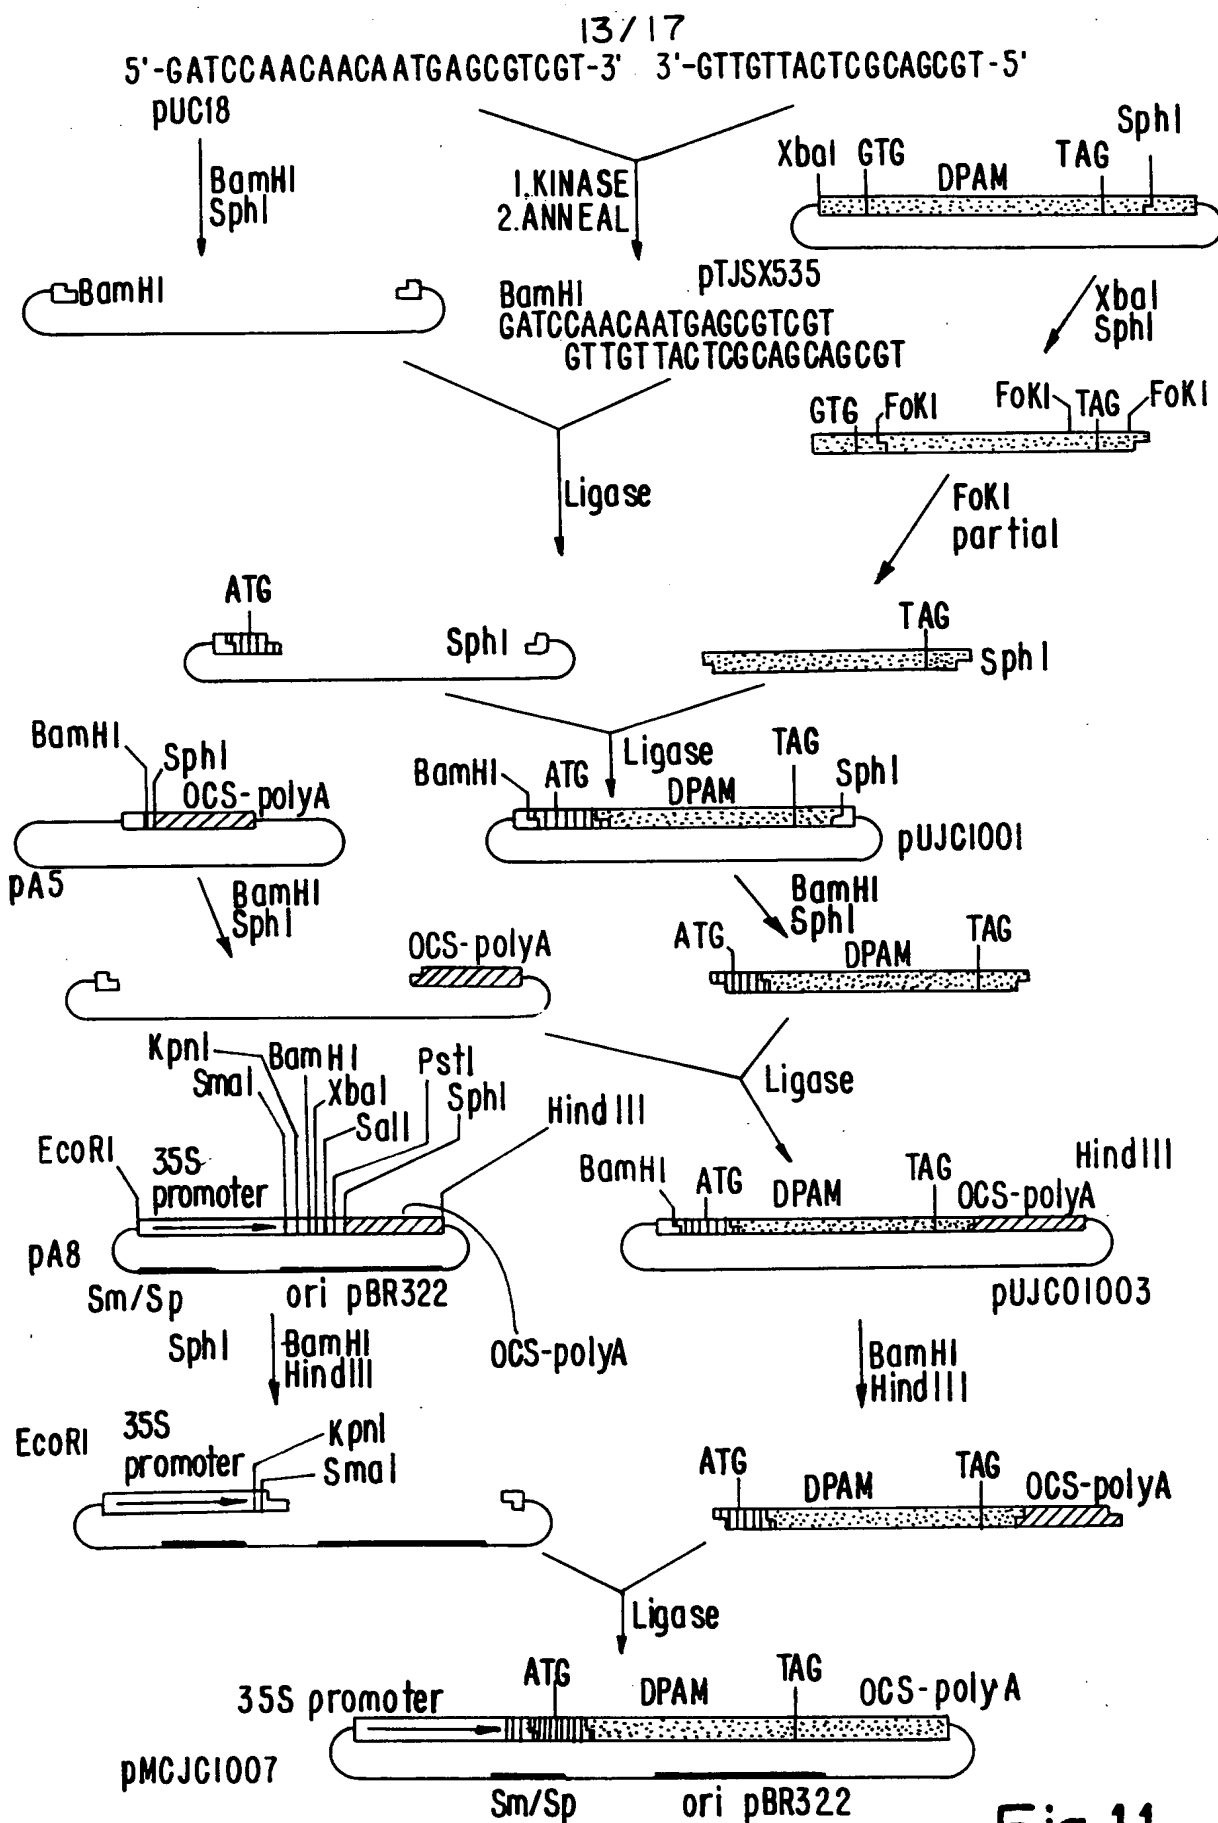 13/17
5'-GATCCAACAACAATGAGCGTCGT-3' 3'-GTTGTTACTCGCAGCGT-5'
pUC18
BamHI
SphI
1.KINASE
2.ANNEAL
XbaI GTG DPAM TAG SphI
pTJSX535
XbaI
SphI
BamHI
BamHI
GATCCAACAATGAGCGTCGT
GTTGTTACTCGCAGCAGCGT
GTG FoKI FoKI TAG FoKI
Ligase
FoKI
partial
ATG
SphI
TAG
SphI
BamHI
SphI
OCS-polyA
pA5
Ligase
BamHI ATG DPAM TAG SphI
pUJC1001
BamHI
SphI
BamHI
SphI
OCS-polyA
ATG DPAM TAG
Ligase
KpnI
SmaI
BamHI
XbaI
SalI
PstI
SphI
HindIII
EcoRI
35S
promoter
pA8
Sm/Sp
ori pBR322
OCS-polyA
BamHI ATG DPAM TAG OCS-polyA HindIII
pUJC01003
SphI
BamHI
HindIII
BamHI
HindIII
EcoRI
35S
promoter
KpnI
SmaI
ATG DPAM TAG OCS-polyA
Ligase
35S promoter ATG DPAM TAG OCS-polyA
pMCJC1007
Sm/Sp
ori pBR322
Fig.11